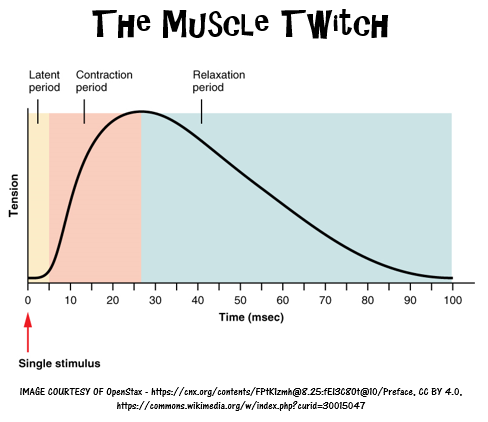 The Muscle Twitch
Latent period
Contraction period
Relaxation period
Tension
0 10 20 30 40 50 60 70 80 90 100
Time (msec)
Single stimulus
IMAGE COURTESY OF OpenStax - https://cnx.org/contents/FPtK1zmh@8.25:fEI3C8Ot@10/Preface, CC BY 4.0,
https://commons.wikimedia.org/w/index.php?curid=30015047